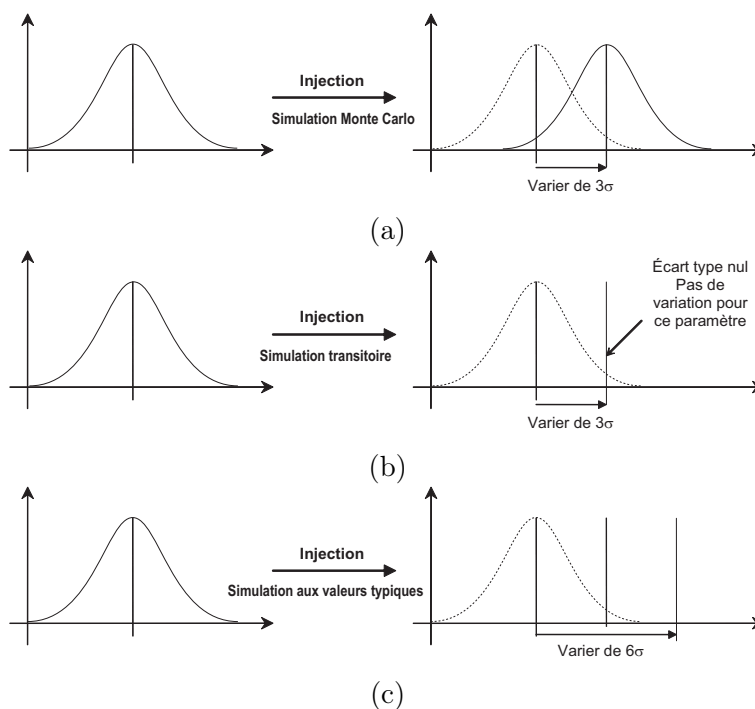 Injection
Simulation Monte Carlo
Varier de 3σ
(a)
Écart type nul
Pas de
variation pour
ce paramètre
Injection
Simulation transitoire
Varier de 3σ
(b)
Injection
Simulation aux valeurs typiques
Varier de 6σ
(c)